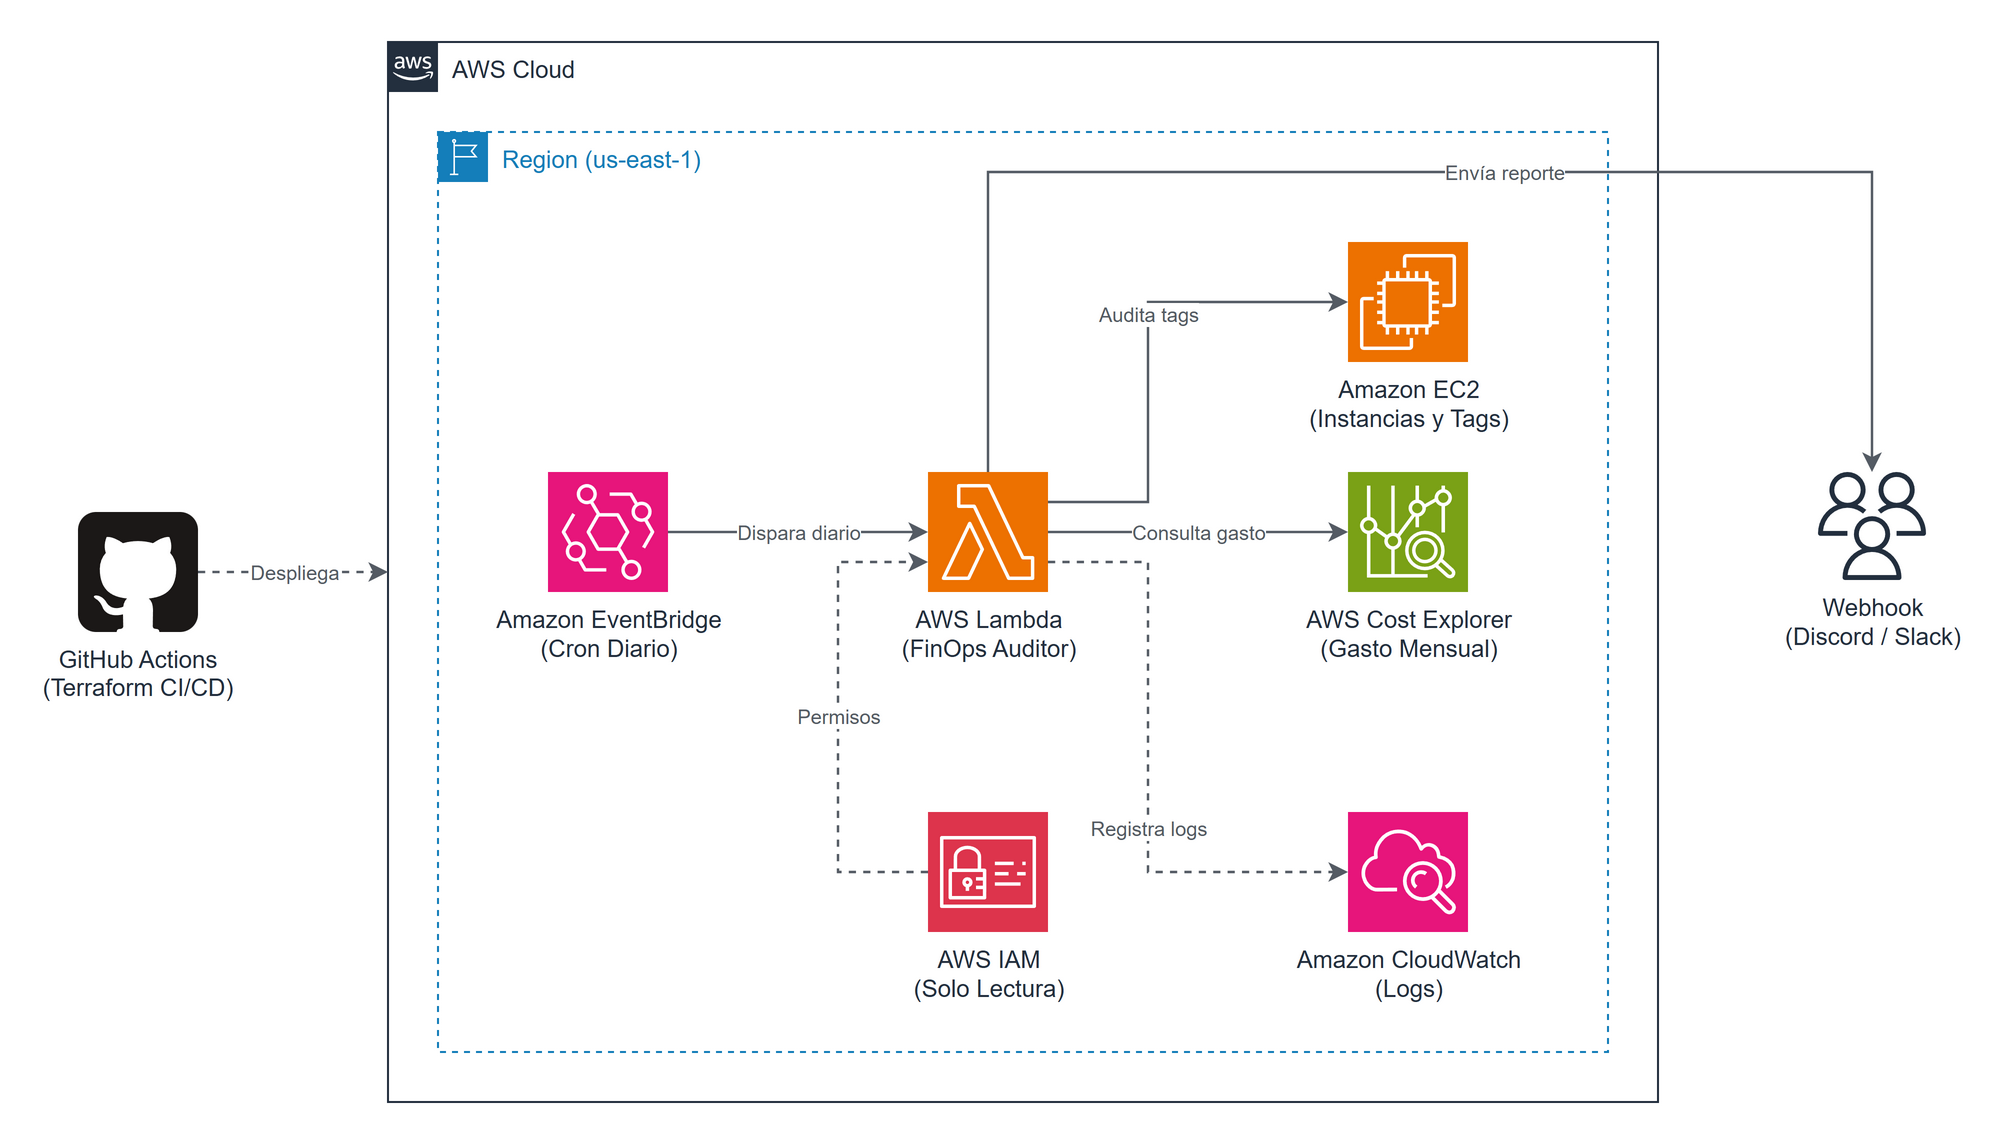 aws
AWS Cloud
Region (us-east-1)
Envía reporte
Audita tags
Amazon EC2
(Instancias y Tags)
Dispara diario
Consulta gasto
Despliega
Amazon EventBridge
(Cron Diario)
AWS Lambda
(FinOps Auditor)
AWS Cost Explorer
(Gasto Mensual)
Webhook
(Discord / Slack)
GitHub Actions
(Terraform CI/CD)
Permisos
Registra logs
AWS IAM
(Solo Lectura)
Amazon CloudWatch
(Logs)